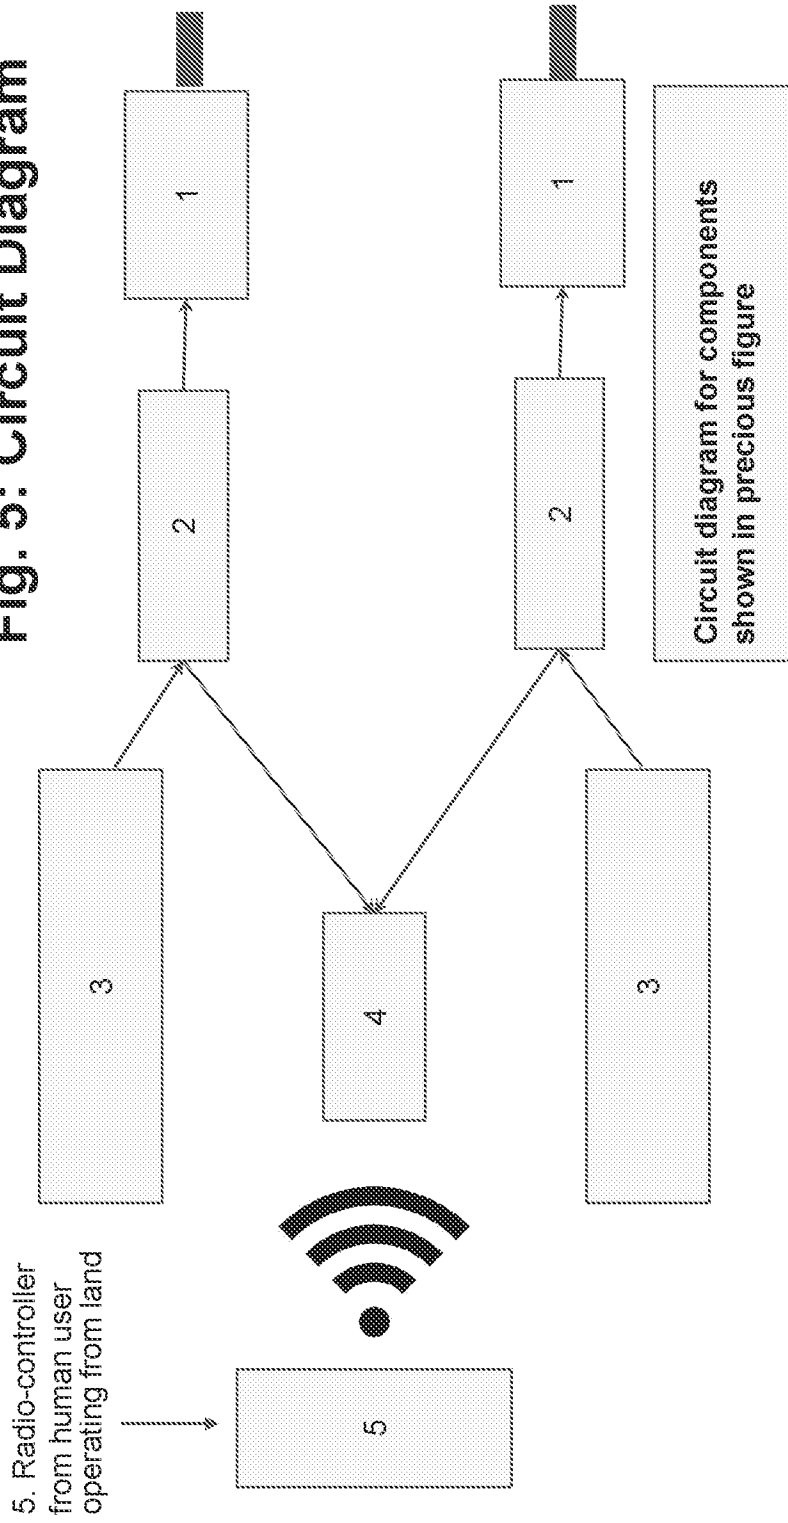 Fig. 5: Circuit Diagram
5. Radio-controller
from human user
operating from land
3
2
1
5
4
2
1
3
Circuit diagram for components
shown in precious figure